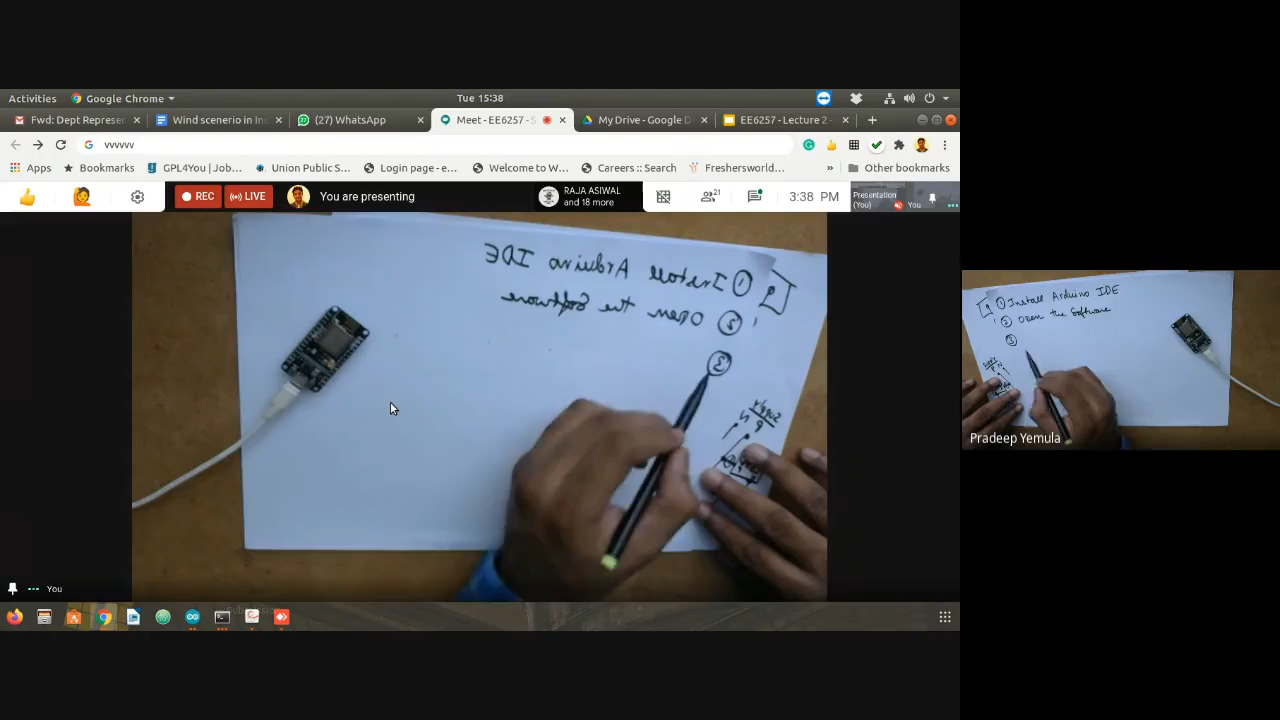 Activities Google Chrome Tue 15:38
Fwd: Dept Represer Wind scenerio in In (27) WhatsApp Meet - EE6257 - S My Drive - Google D EE6257 - Lecture 2 -
vvvvv
Apps Bookmarks GPL4You | Job... Union Public S... Login page - e... Welcome to W... Careers :: Search Freshersworld... Other bookmarks
REC LIVE You are presenting RAJA ASIWAL and 18 more 21 3:38 PM Presentation (You) You
① Install Arduino IDE
② Open the Software
③
Supply
P
N
You
① Install Arduino IDE
② Open the Software
③
Pradeep Yemula